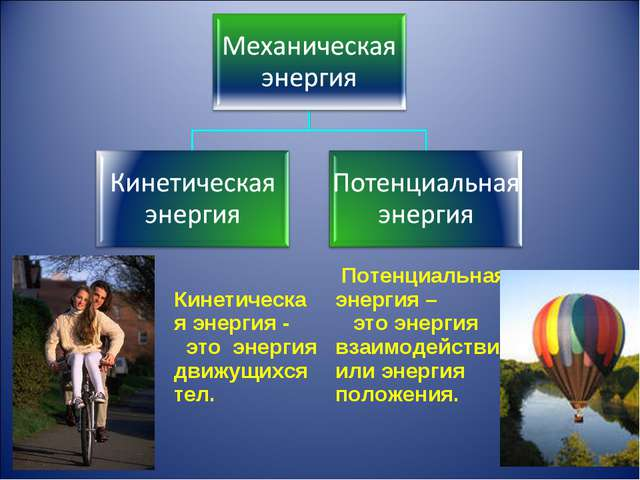 Механическая
энергия
Кинетическая
энергия
Потенциальная
энергия
Кинетическа
я энергия -
это энергия
движущихся
тел.
Потенциальная
энергия –
это энергия
взаимодействи
или энергия
положения.